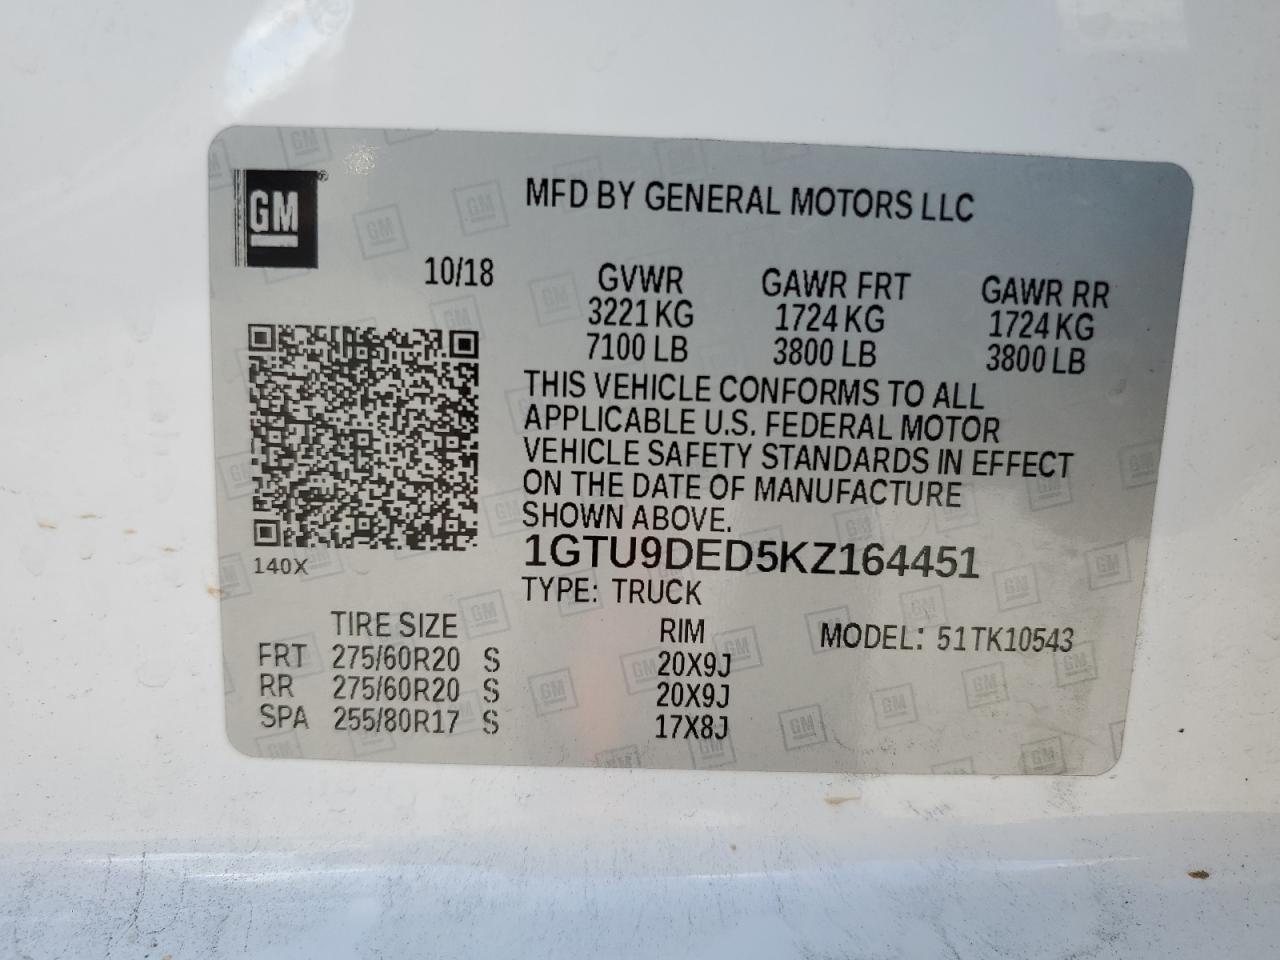 GM®
MFD BY GENERAL MOTORS LLC
10/18 GVWR GAWR FRT GAWR RR
3221 KG 1724 KG 1724 KG
7100 LB 3800 LB 3800 LB
THIS VEHICLE CONFORMS TO ALL
APPLICABLE U.S. FEDERAL MOTOR
VEHICLE SAFETY STANDARDS IN EFFECT
ON THE DATE OF MANUFACTURE
SHOWN ABOVE.
1GTU9DED5KZ164451
140X
TYPE: TRUCK
TIRE SIZE RIM MODEL: 51TK10543
FRT 275/60R20 S 20X9J
RR 275/60R20 S 20X9J
SPA 255/80R17 S 17X8J